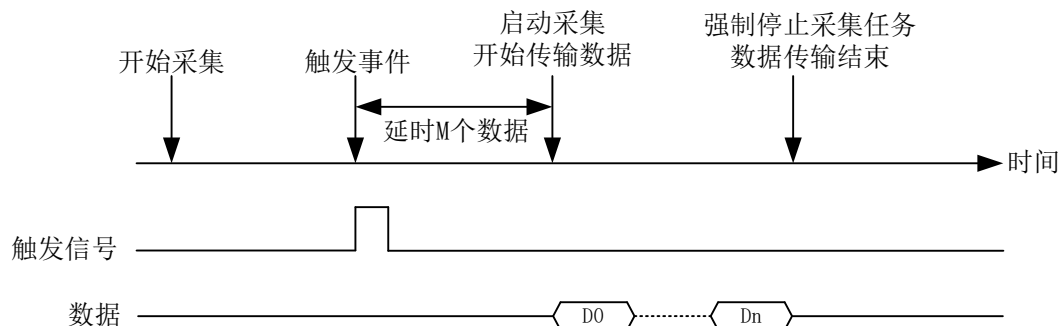 开始采集
触发事件
启动采集
开始传输数据
强制停止采集任务
数据传输结束
延时M个数据
时间
触发信号
数据
D0
Dn